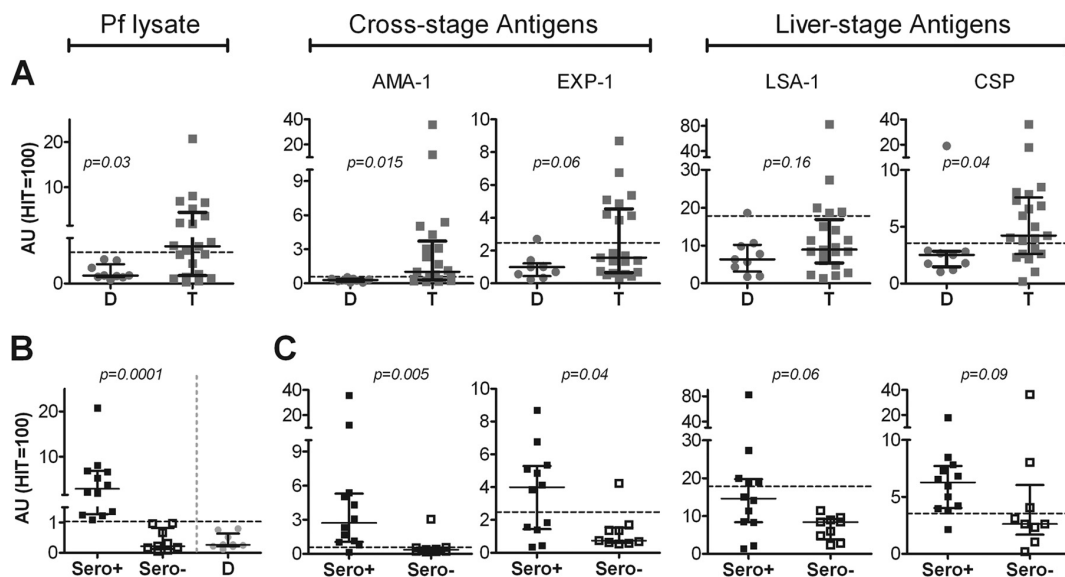 Pf lysate Cross-stage Antigens Liver-stage Antigens
A AMA-1 EXP-1 LSA-1 CSP
AU (HIT=100)
20
10
0
p=0.03
D T
40
20
9
6
3
0
p=0.015
D T
10
8
6
4
2
0
p=0.06
D T
80
40
30
20
10
0
p=0.16
D T
40
20
10
5
0
p=0.04
D T
B C
AU (HIT=100)
20
10
1
0
p=0.0001
Sero+ Sero- D
40
20
9
6
3
0
p=0.005
Sero+ Sero-
10
8
6
4
2
0
p=0.04
Sero+ Sero-
80
40
30
20
10
0
p=0.06
Sero+ Sero-
40
20
10
5
0
p=0.09
Sero+ Sero-